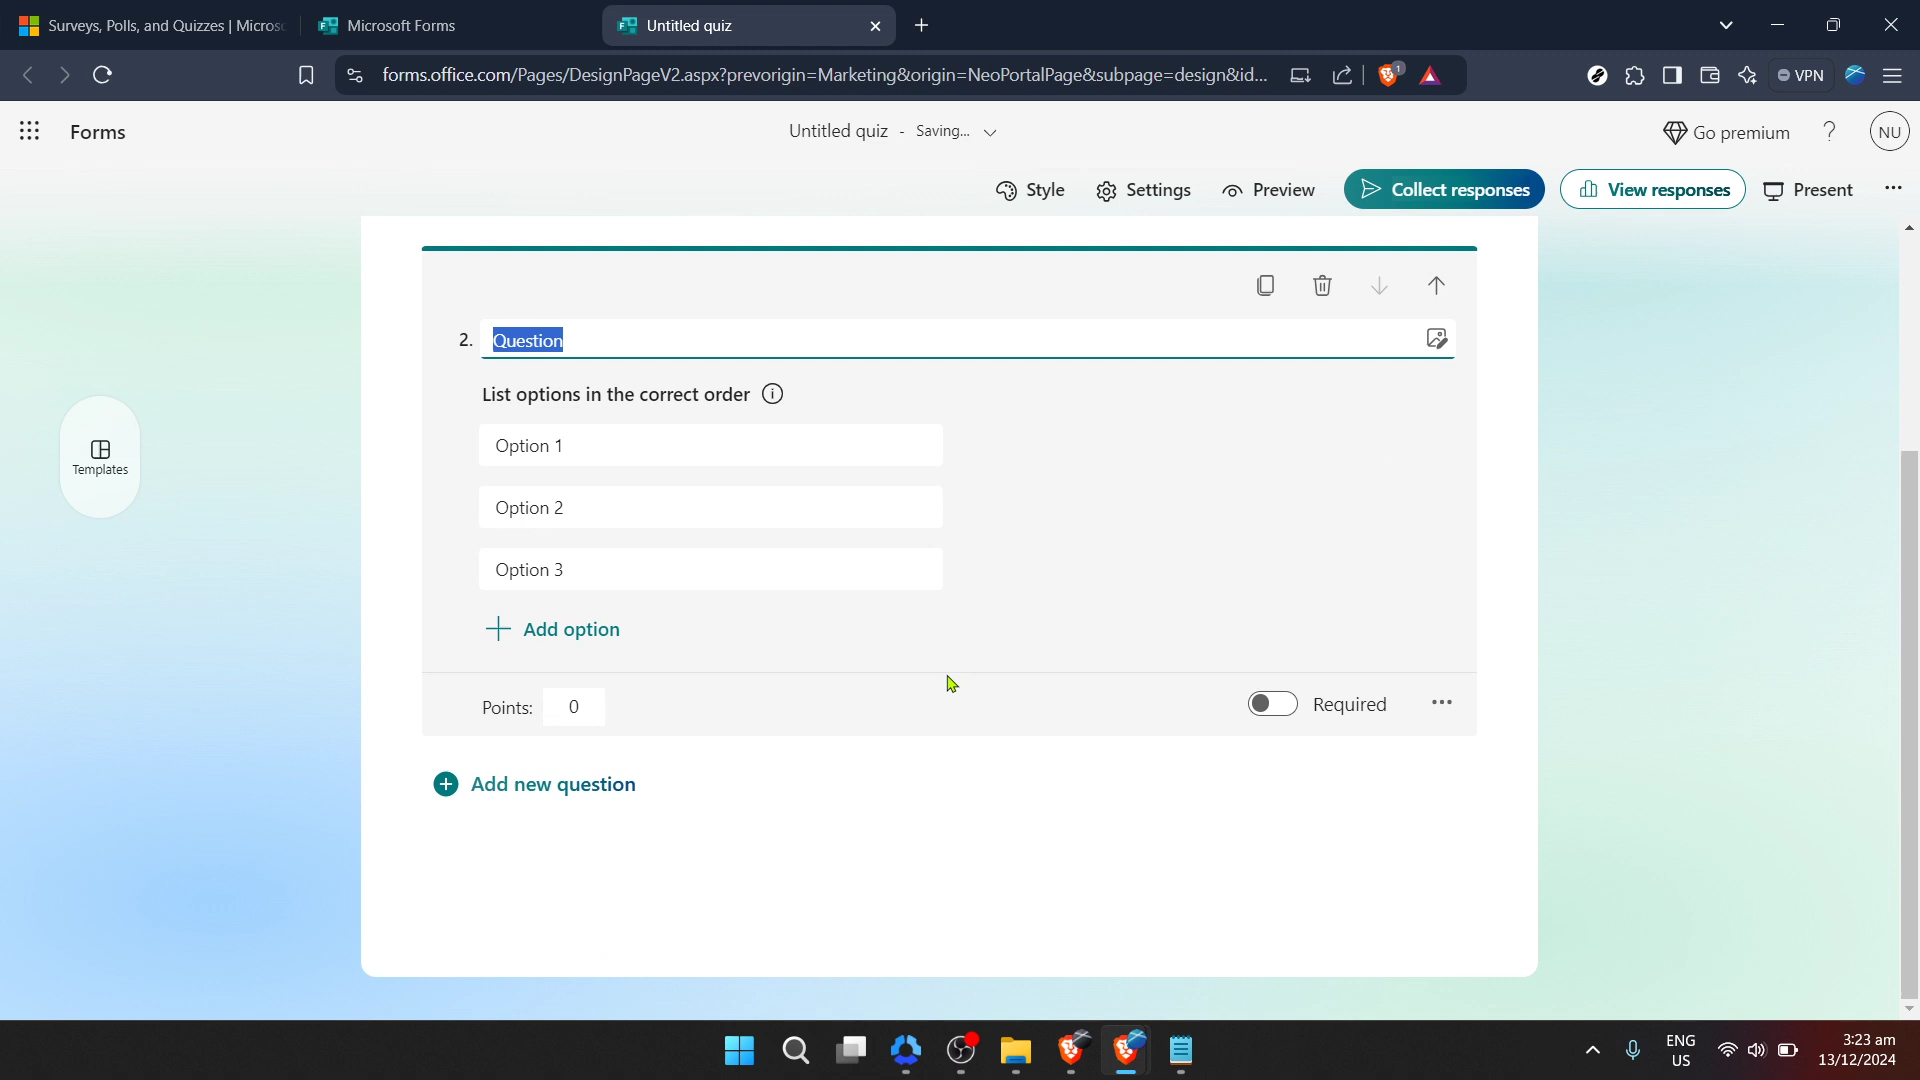 Surveys, Polls, and Quizzes | Micros
Microsoft Forms
Untitled quiz
forms.office.com/Pages/DesignPageV2.aspx?prevorigin=Marketing&origin=NeoPortalPage&subpage=design&id...
1
VPN
Forms
Untitled quiz - Saving...
Go premium
?
NU
Style
Settings
Preview
Collect responses
View responses
Present
2. Question
List options in the correct order
Option 1
Templates
Option 2
Option 3
Add option
Points: 0
Required
Add new question
ENG
US
3:23 am
13/12/2024